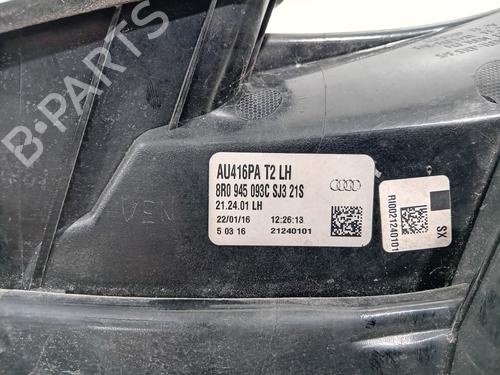 B-PARTS
AU416PA T2 LH
8R0 945 093C SJ3 21S
21.24.01 LH
22/01/16 12:26:13
5 03 16 21240101
SX
RI0021240101